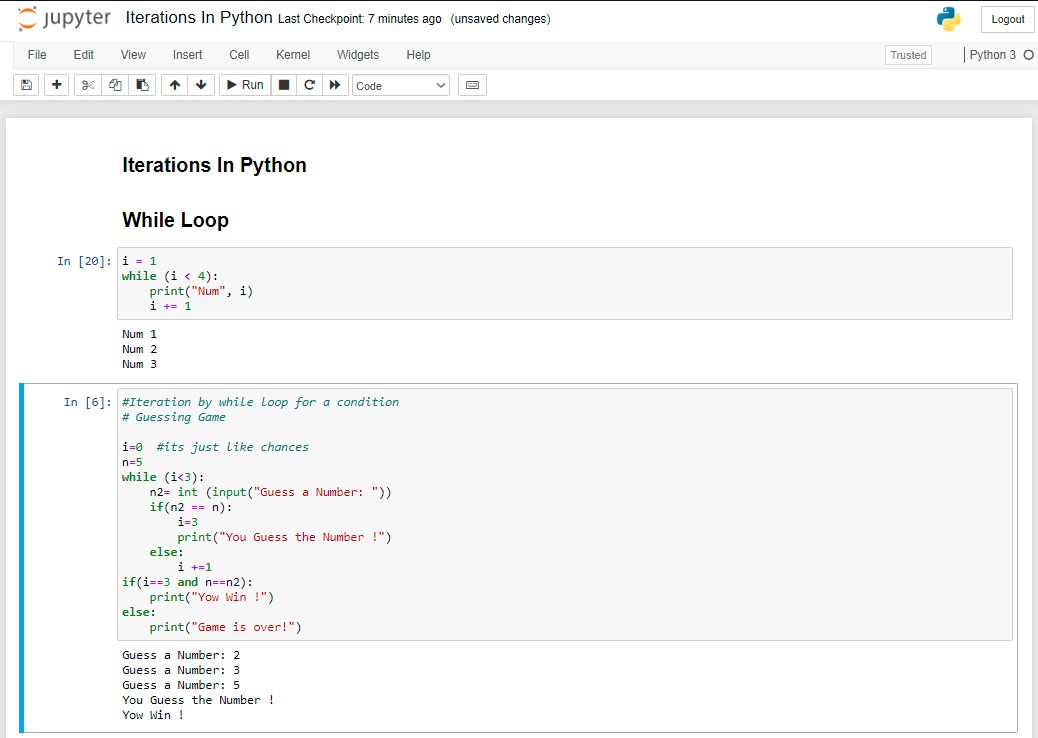 jupyter Iterations In Python Last Checkpoint: 7 minutes ago (unsaved changes) Logout
File Edit View Insert Cell Kernel Widgets Help Trusted Python 3
Run Code
Iterations In Python
While Loop
In [20]: i = 1
while (i < 4):
    print("Num", i)
    i += 1
Num 1
Num 2
Num 3
In [6]: #Iteration by while loop for a condition
# Guessing Game
i=0  #its just like chances
n=5
while (i<3):
    n2= int (input("Guess a Number: "))
    if(n2 == n):
        i=3
        print("You Guess the Number !")
    else:
        i +=1
if(i==3 and n==n2):
    print("Yow Win !")
else:
    print("Game is over!")
Guess a Number: 2
Guess a Number: 3
Guess a Number: 5
You Guess the Number !
Yow Win !